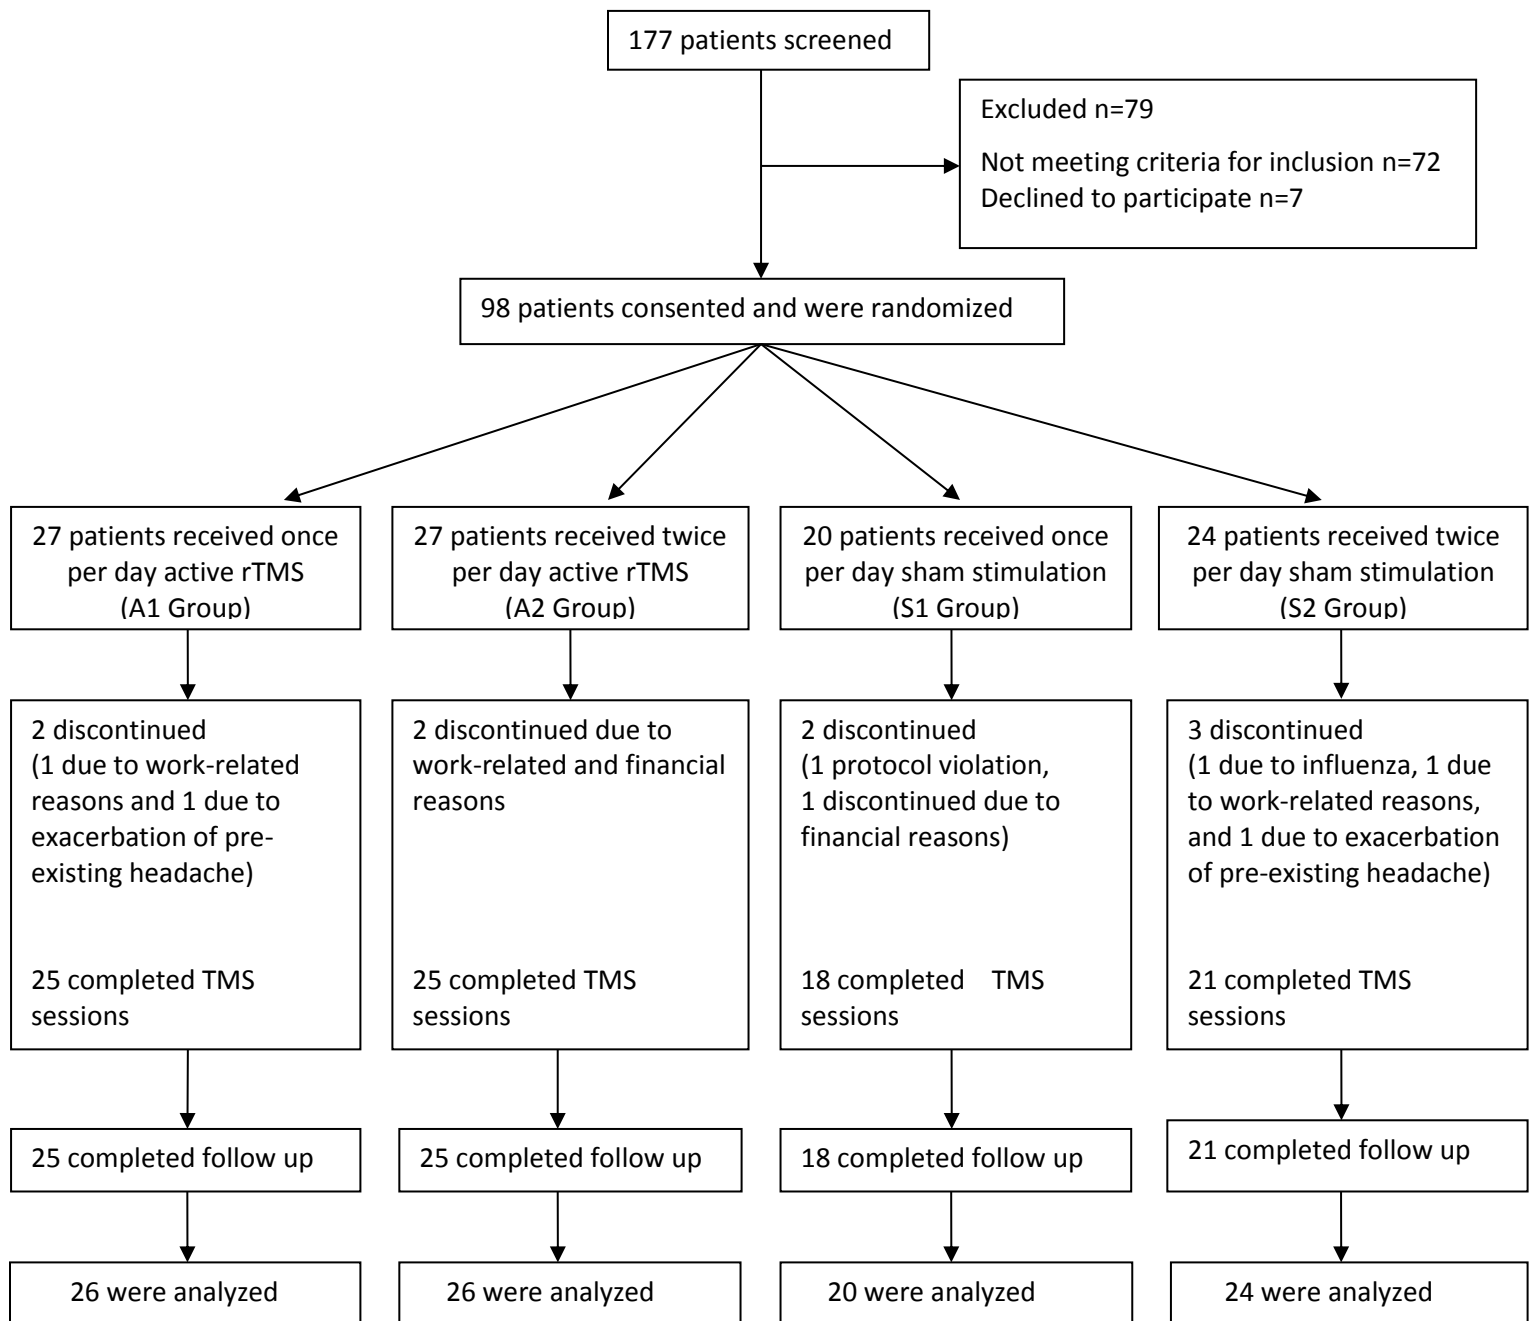 177 patients screened
Excluded n=79
Not meeting criteria for inclusion n=72
Declined to participate n=7
98 patients consented and were randomized
27 patients received once
per day active rTMS
(A1 Group)
27 patients received twice
per day active rTMS
(A2 Group)
20 patients received once
per day sham stimulation
(S1 Group)
24 patients received twice
per day sham stimulation
(S2 Group)
2 discontinued
(1 due to work-related
reasons and 1 due to
exacerbation of pre-
existing headache)
25 completed TMS
sessions
2 discontinued due to
work-related and financial
reasons
25 completed TMS
sessions
2 discontinued
(1 protocol violation,
1 discontinued due to
financial reasons)
18 completed TMS
sessions
3 discontinued
(1 due to influenza, 1 due
to work-related reasons,
and 1 due to exacerbation
of pre-existing headache)
21 completed TMS
sessions
25 completed follow up
25 completed follow up
18 completed follow up
21 completed follow up
26 were analyzed
26 were analyzed
20 were analyzed
24 were analyzed